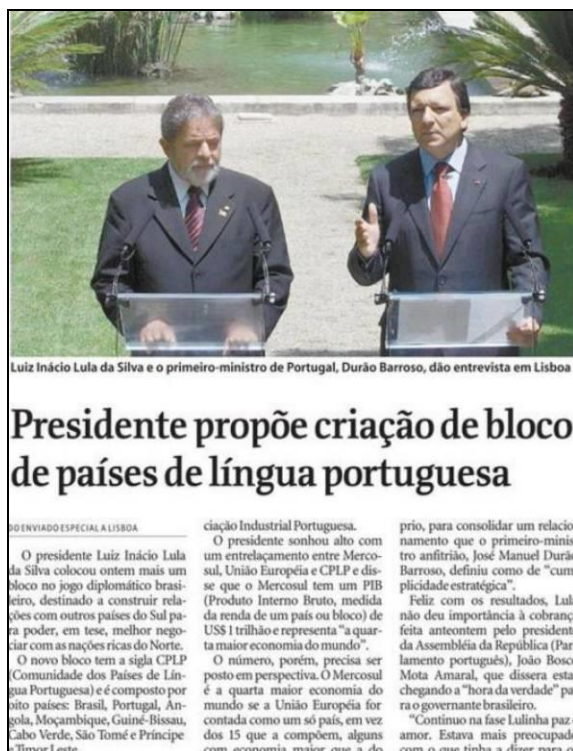 Luiz Inácio Lula da Silva e o primeiro-ministro de Portugal, Durão Barroso, dão entrevista em Lisboa
Presidente propõe criação de bloco
de países de língua portuguesa
DO ENVIADO ESPECIAL A LISBOA
O presidente Luiz Inácio Lula
da Silva colocou ontem mais um
bloco no jogo diplomático brasi-
leiro, destinado a construir rela-
ções com outros países do Sul pa-
ra poder, em tese, melhor nego-
ciar com as nações ricas do Norte.
O novo bloco tem a sigla CPLP
(Comunidade dos Países de Lín-
gua Portuguesa) e é composto por
oito países: Brasil, Portugal, An-
gola, Moçambique, Guiné-Bissau,
Cabo Verde, São Tomé e Príncipe
e Timor Leste.
ciação Industrial Portuguesa.
O presidente sonhou alto com
um entrelaçamento entre Merco-
sul, União Européia e CPLP e dis-
se que o Mercosul tem um PIB
(Produto Interno Bruto, medida
da renda de um país ou bloco) de
US$ 1 trilhão e representa "a quar-
ta maior economia do mundo".
O número, porém, precisa ser
posto em perspectiva. O Mercosul
é a quarta maior economia do
mundo se a União Européia for
contada como um só país, em vez
dos 15 que a compõem, alguns
com economia maior que a do
prio, para consolidar um relacio
namento que o primeiro-minis
tro anfitrião, José Manuel Durão
Barroso, definiu como de "cum
plicidade estratégica".
Feliz com os resultados, Lula
não deu importância à cobrança
feita anteontem pelo presidente
da Assembléia da República (Par
lamento português), João Bosco
Mota Amaral, que dissera estar
chegando a "hora da verdade" pa
ra o governante brasileiro.
"Continuo na fase Lulinha paz e
amor. Estava mais preocupado
com o que tinha a dizer para